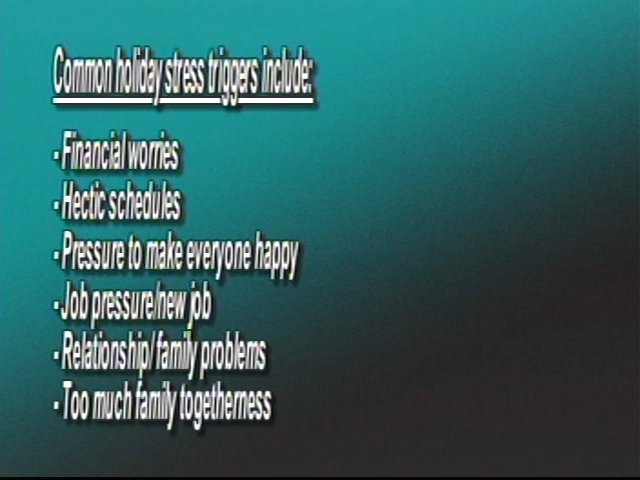 Common holiday stress triggers include:
- Financial worries
- Hectic schedules
- Pressure to make everyone happy
- Job pressure/new job
- Relationship/ family problems
- Too much family togetherness